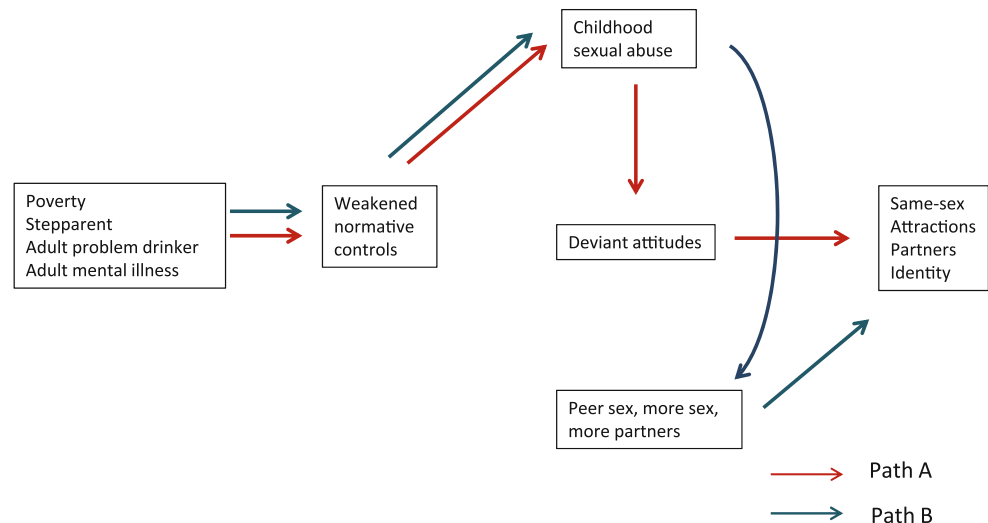 Childhood
sexual abuse
Poverty
Stepparent
Adult problem drinker
Adult mental illness
Weakened
normative
controls
Deviant attitudes
Same-sex
Attractions
Partners
Identity
Peer sex, more sex,
more partners
Path A
Path B